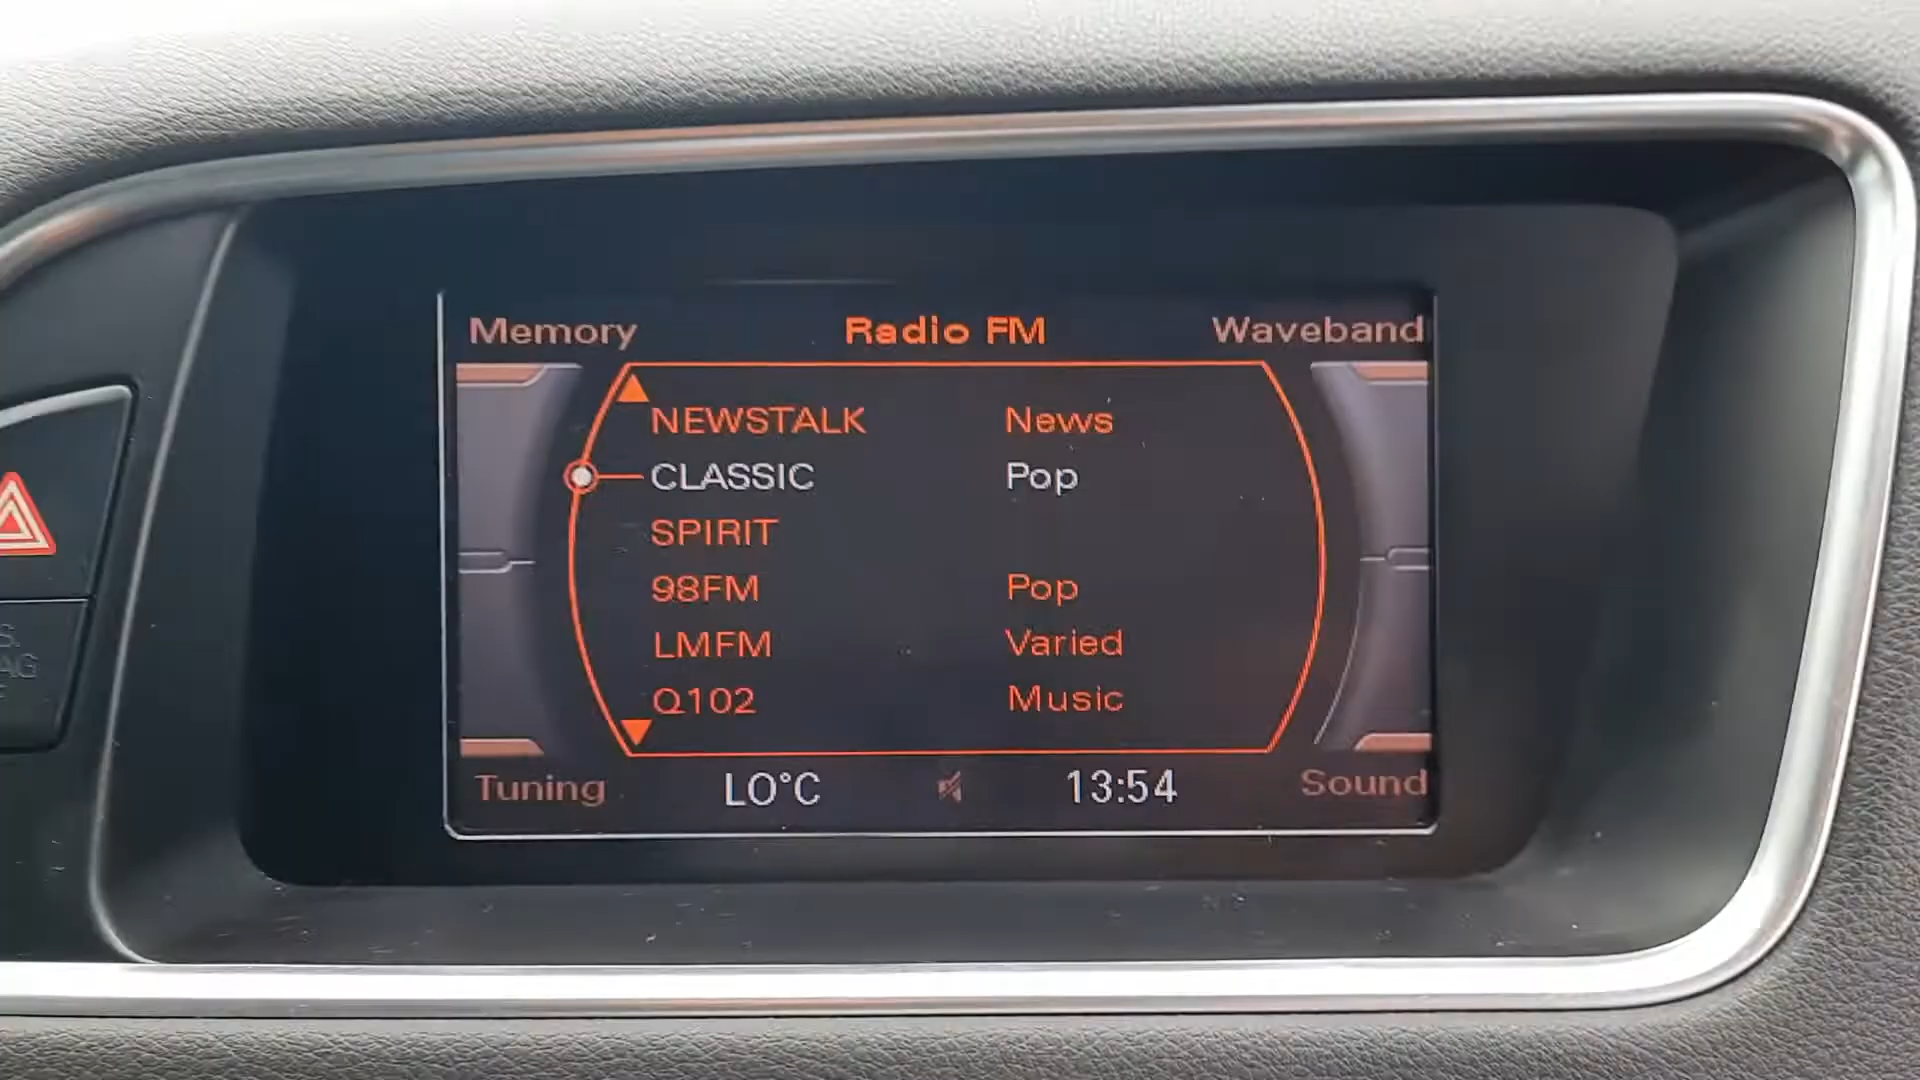 Memory Radio FM Waveband
NEWSTALK News
CLASSIC Pop
SPIRIT
98FM Pop
LMFM Varied
Q102 Music
Tuning LO°C 13:54 Sound
S.
AG